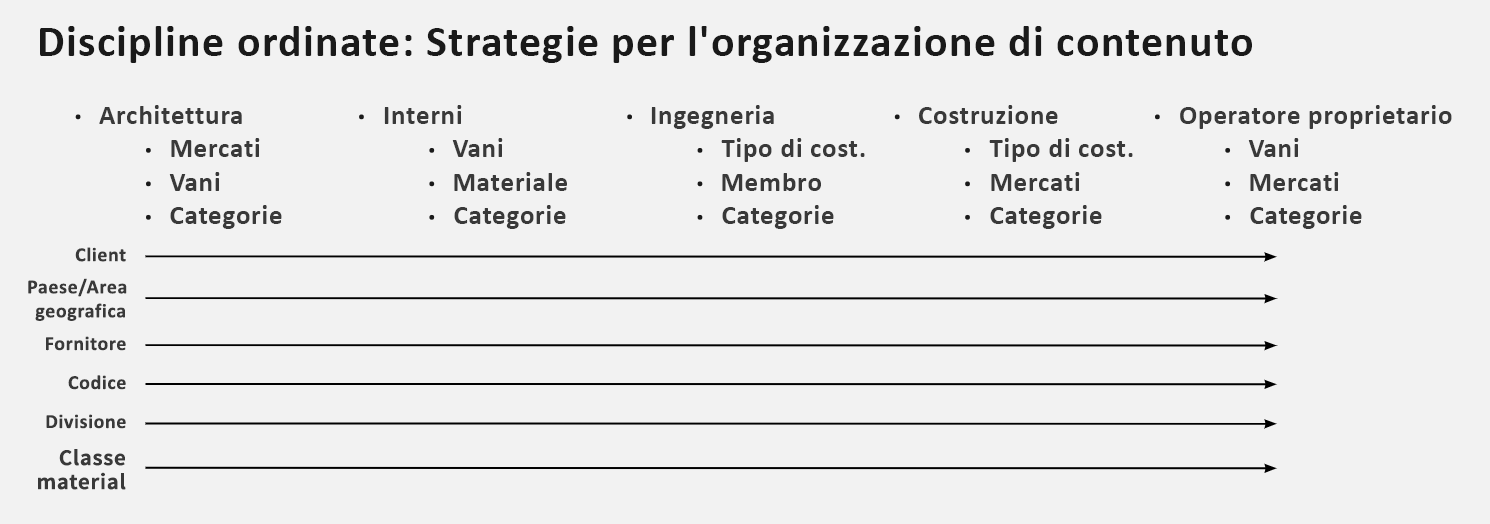 Discipline ordinate: Strategie per l'organizzazione di contenuto
• Architettura
• Mercati
• Vani
• Categorie
• Interni
• Vani
• Materiale
• Categorie
• Ingegneria
• Tipo di cost.
• Membro
• Categorie
• Costruzione
• Tipo di cost.
• Mercati
• Categorie
• Operatore proprietario
• Vani
• Mercati
• Categorie
Client
Paese/Area
geografica
Fornitore
Codice
Divisione
Classe
material